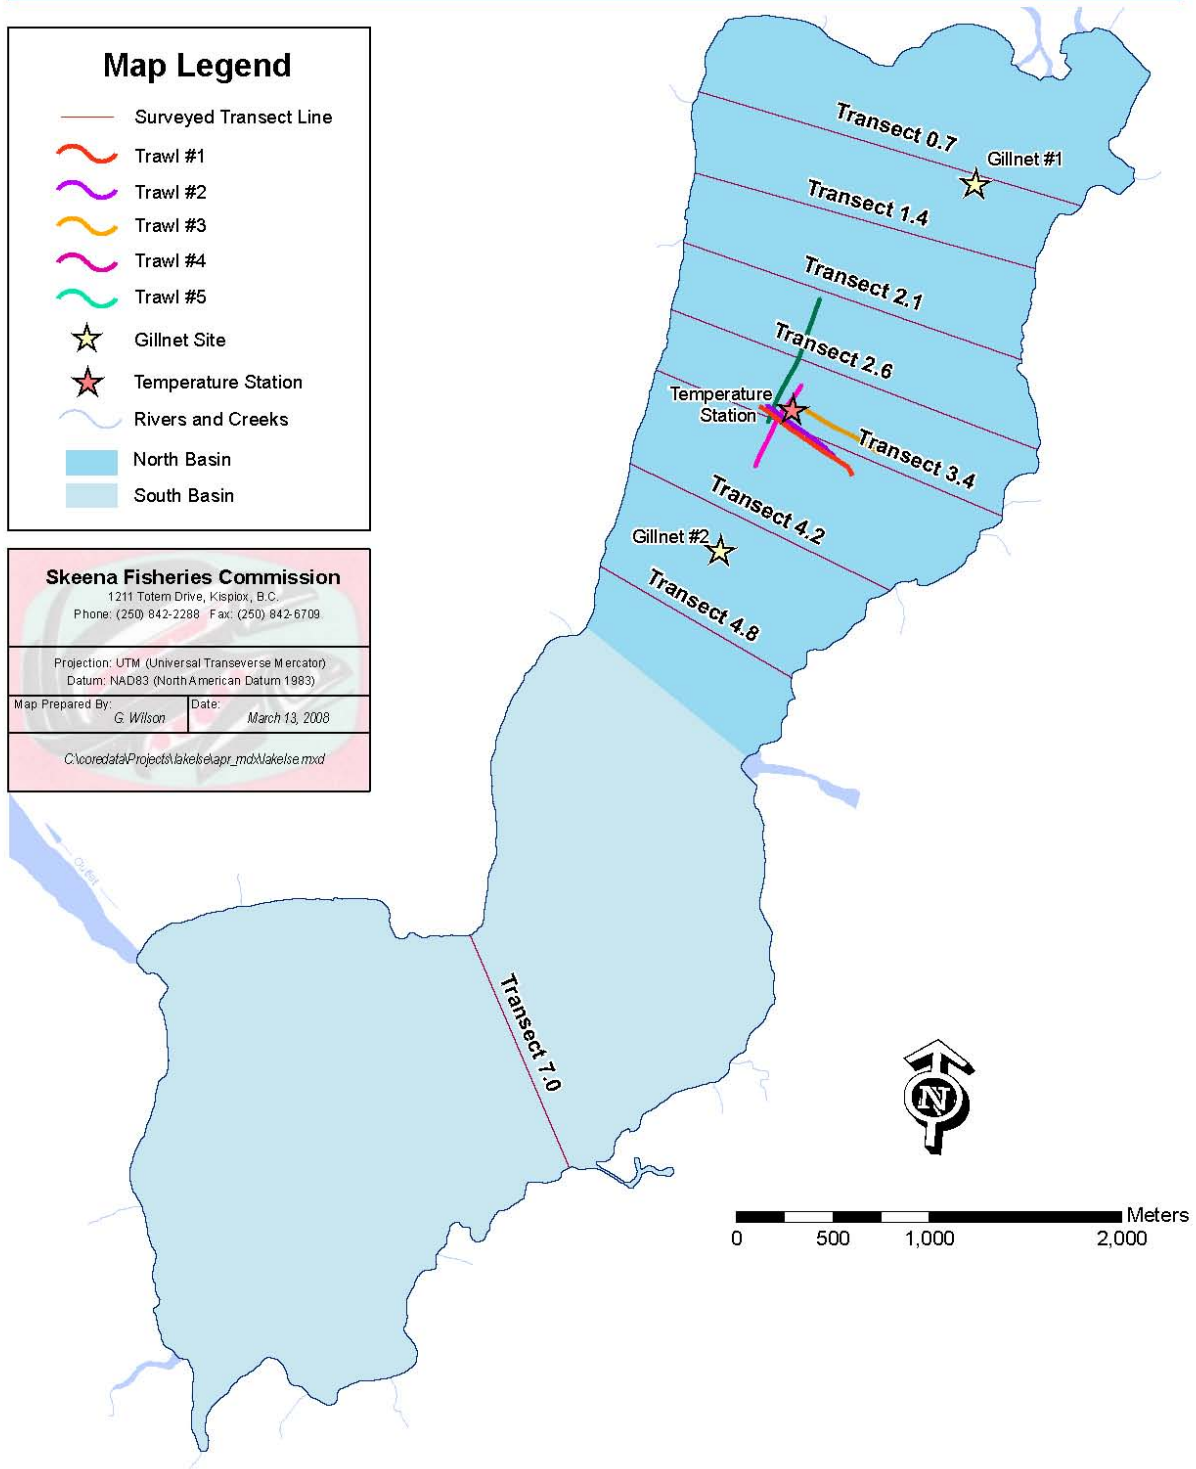 Map Legend
Surveyed Transect Line
Trawl #1
Trawl #2
Trawl #3
Trawl #4
Trawl #5
Gillnet Site
Temperature Station
Rivers and Creeks
North Basin
South Basin
Skeena Fisheries Commission
1211 Totem Drive, Kispiox, B.C.
Phone: (250) 842-2288 Fax: (250) 842-6709
Projection: UTM (Universal Transeverse Mercator)
Datum: NAD83 (North American Datum 1983)
Map Prepared By:
G. Wilson
Date:
March 13, 2008
C:\coredata\Projects\lakelse\apr_mdx\lakelse.mxd
Transect 0.7
Gillnet #1
Transect 1.4
Transect 2.1
Transect 2.6
Temperature
Station
Transect 3.4
Transect 4.2
Gillnet #2
Transect 4.8
Outlet
Transect 7.0
N
Meters
0 500 1,000 2,000